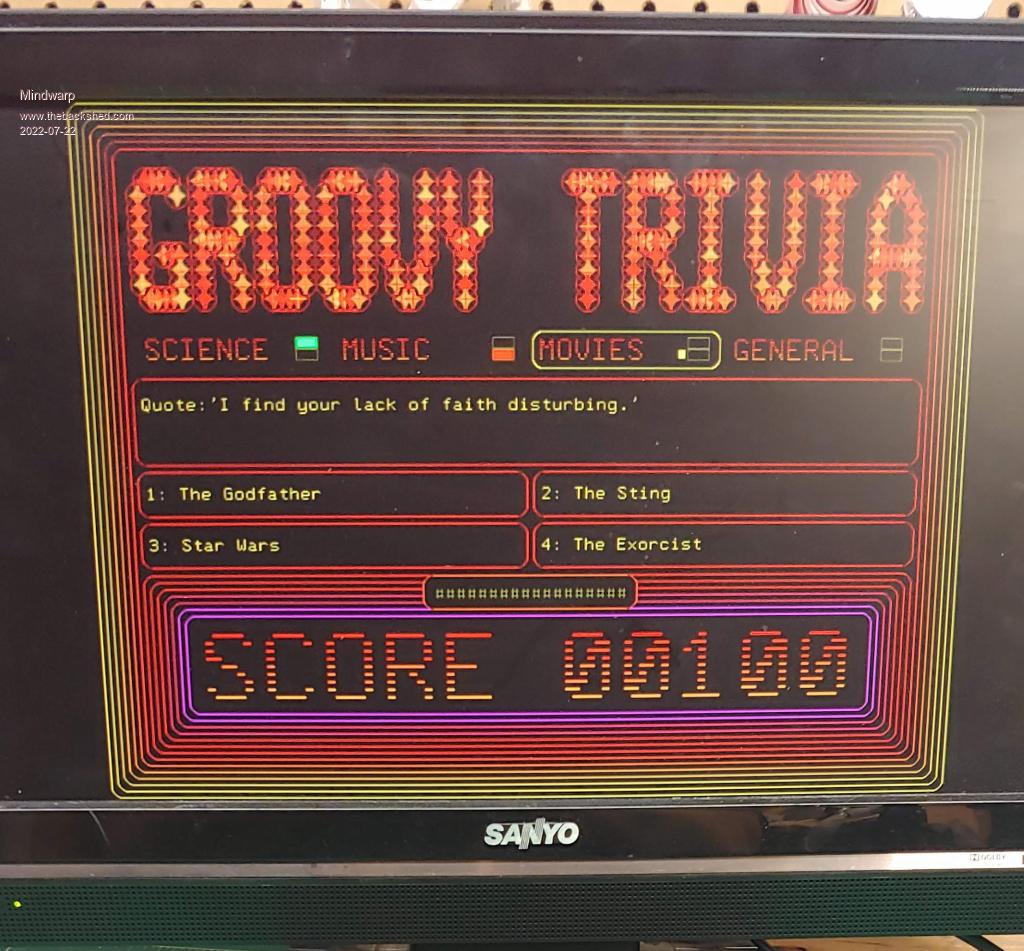 Mindwarp
www.thebackshed.com
2022-07-22
GROOVY TRIVIA
SCIENCE MUSIC MOVIES GENERAL
Quote:'I find your lack of faith disturbing.'
1: The Godfather
2: The Sting
3: Star Wars
4: The Exorcist
##################
SCORE 00100
SANYO
DOLBY